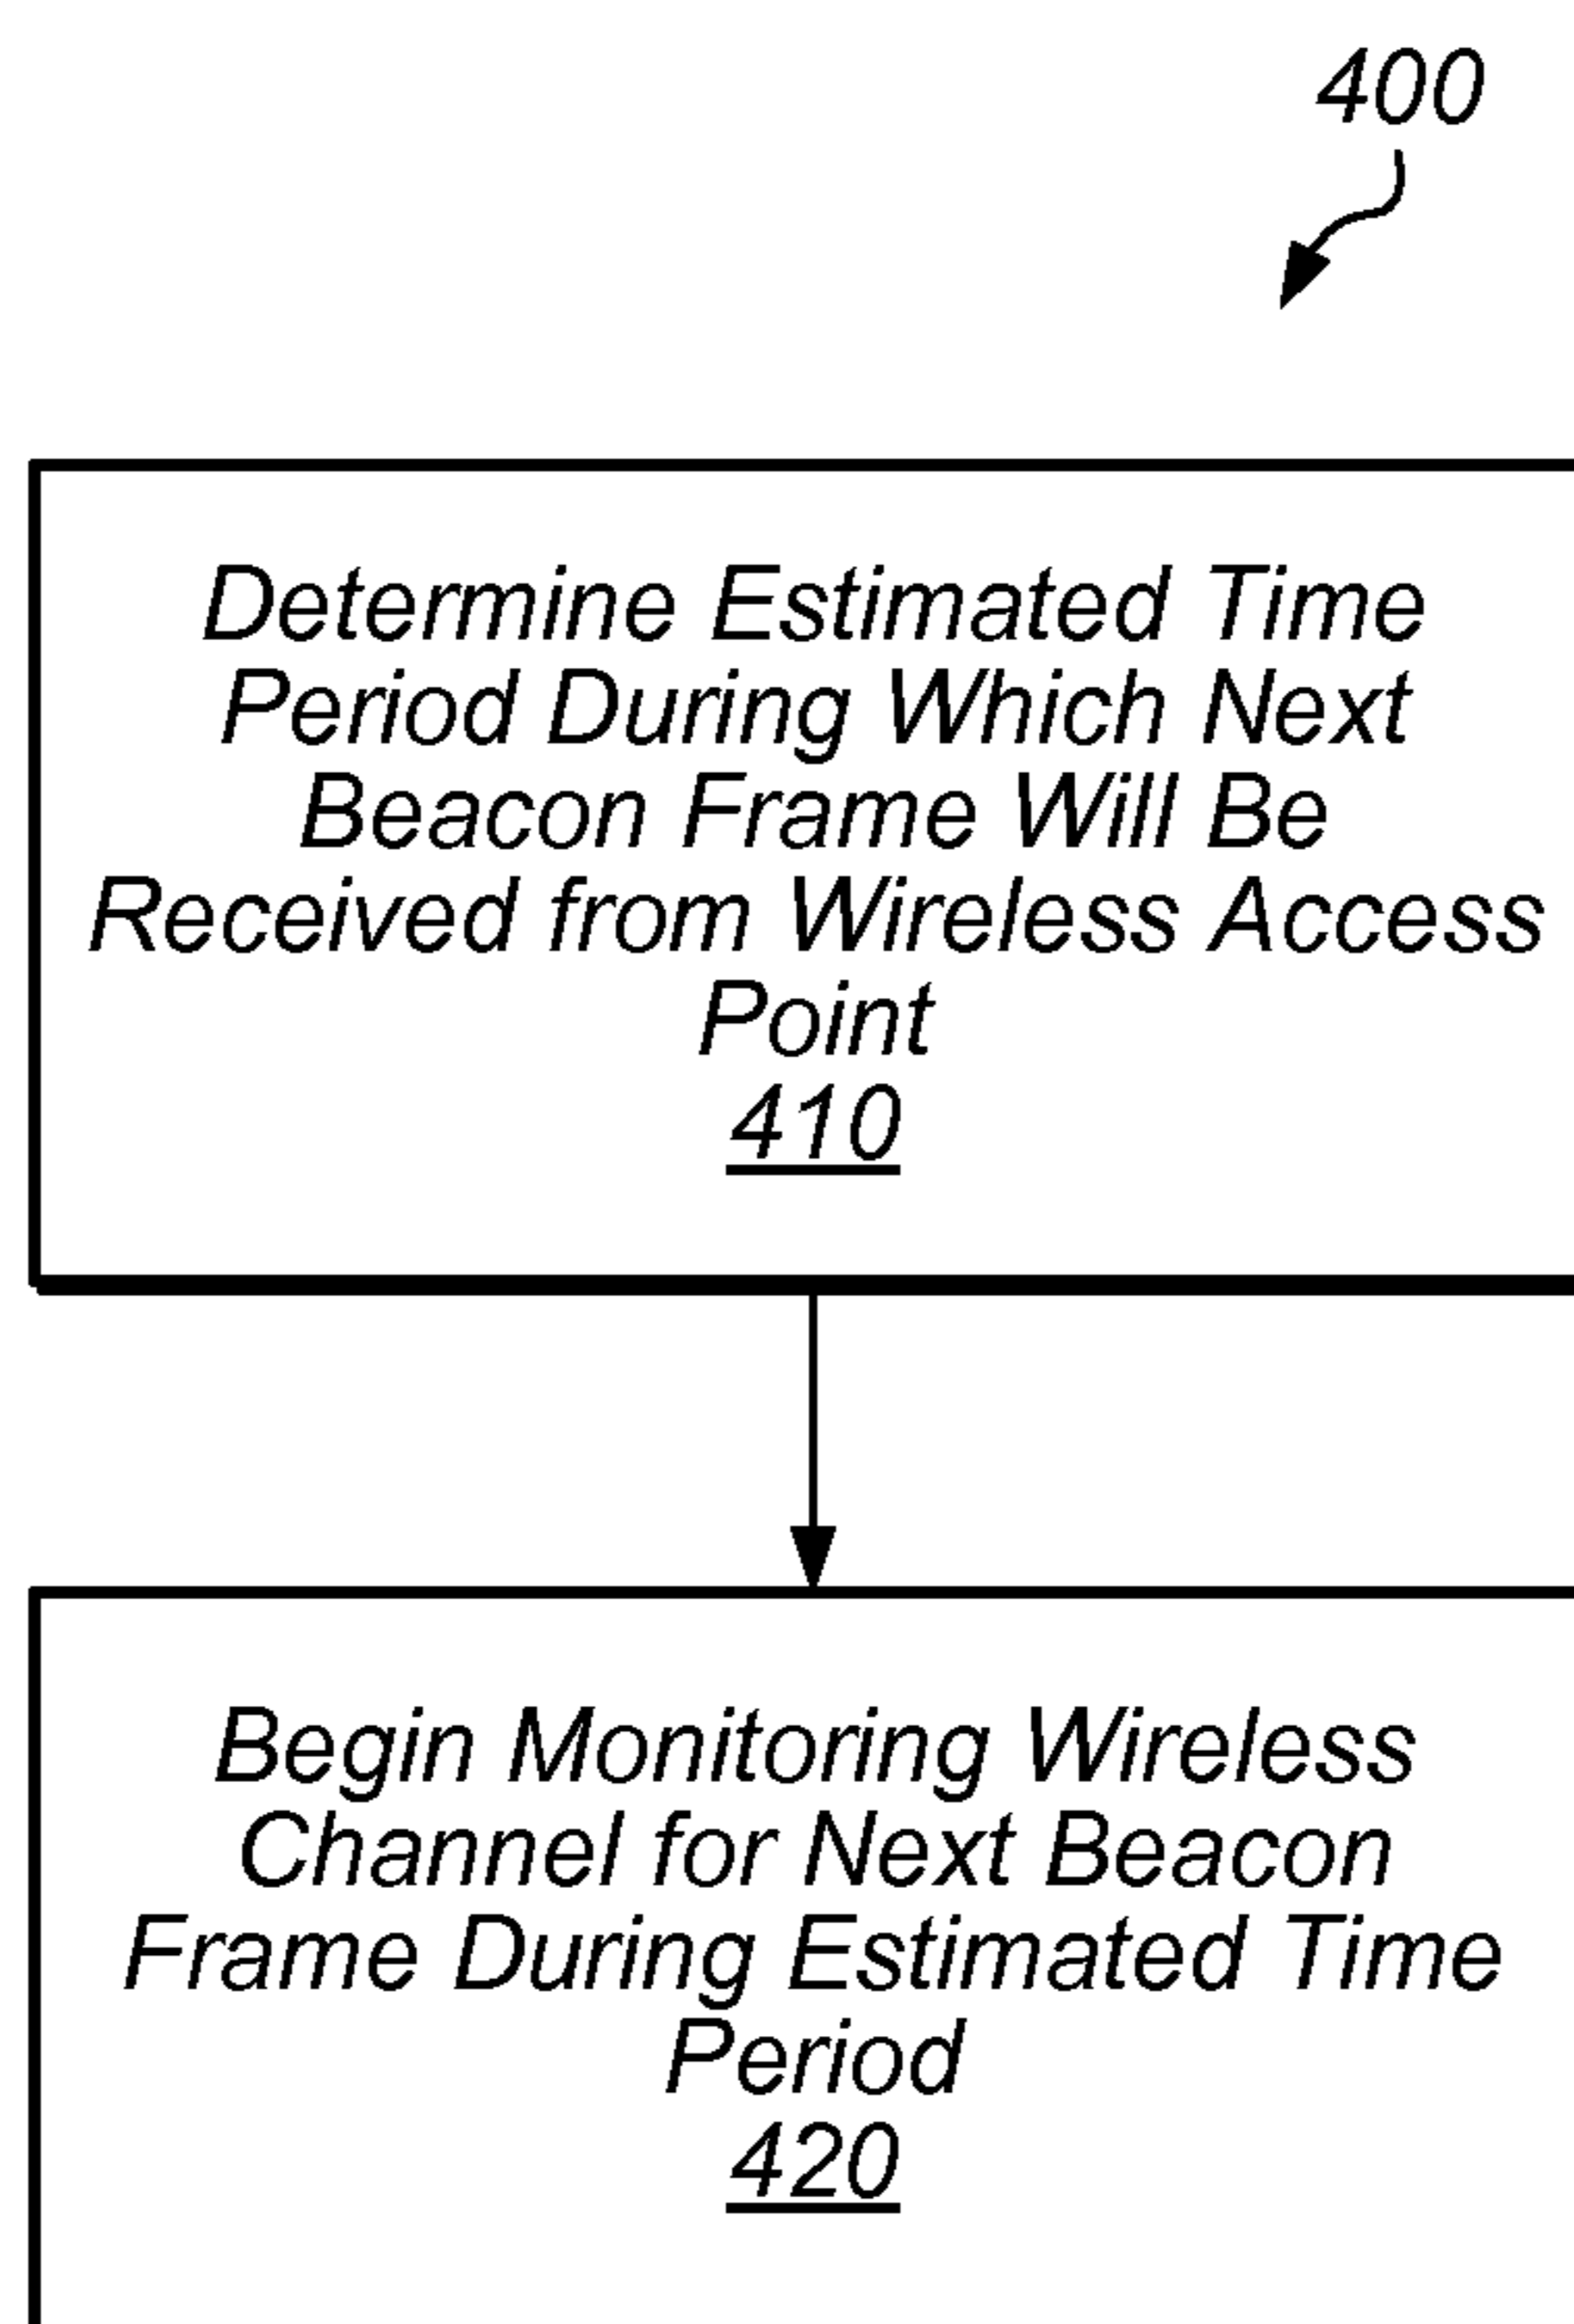 400
Determine Estimated Time
Period During Which Next
Beacon Frame Will Be
Received from Wireless Access
Point
410
Begin Monitoring Wireless
Channel for Next Beacon
Frame During Estimated Time
Period
420